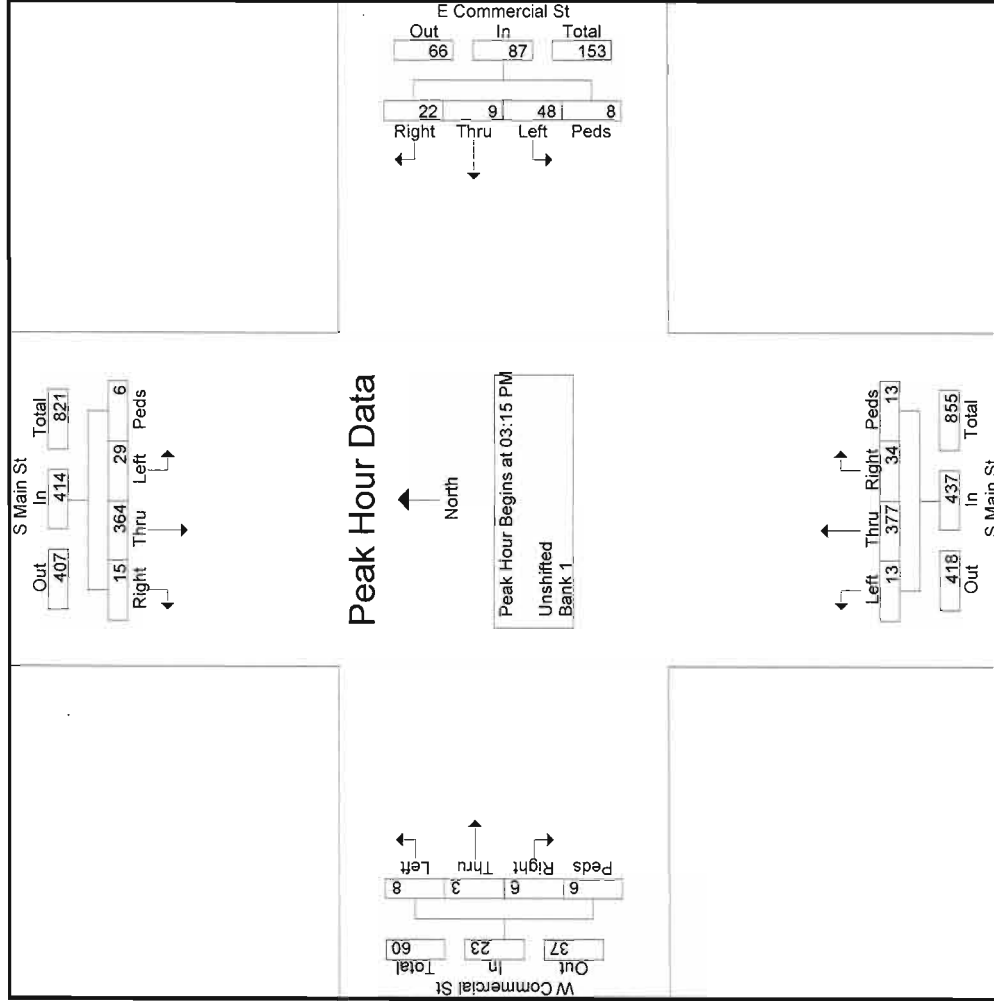 E Commercial St
Out In Total
66 87 153
22 9 48 8
Right Thru Left Peds
S Main St
Out In Total
407 414 821
15 364 29 6
Right Thru Left Peds
Peak Hour Data
North
Peak Hour Begins at 03:15 PM
Unshifted
Bank 1
Left Thru Right Peds
13 377 34 13
418 437 855
Out In Total
S Main St
Left Thru Right Peds
8 3 6 6
Out In Total
37 23 60
W Commercial St